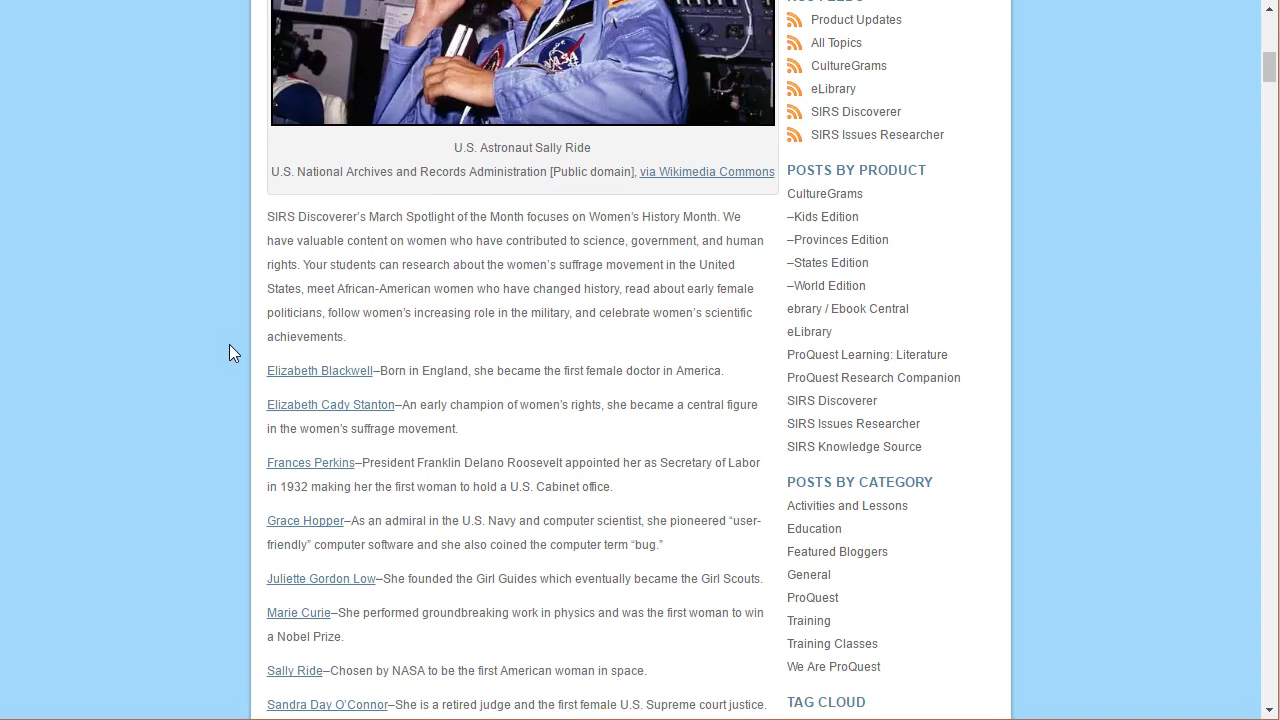 U.S. Astronaut Sally Ride
U.S. National Archives and Records Administration [Public domain], via Wikimedia Commons
SIRS Discoverer’s March Spotlight of the Month focuses on Women’s History Month. We
have valuable content on women who have contributed to science, government, and human
rights. Your students can research about the women’s suffrage movement in the United
States, meet African-American women who have changed history, read about early female
politicians, follow women’s increasing role in the military, and celebrate women’s scientific
achievements.
Elizabeth Blackwell–Born in England, she became the first female doctor in America.
Elizabeth Cady Stanton–An early champion of women’s rights, she became a central figure
in the women’s suffrage movement.
Frances Perkins–President Franklin Delano Roosevelt appointed her as Secretary of Labor
in 1932 making her the first woman to hold a U.S. Cabinet office.
Grace Hopper–As an admiral in the U.S. Navy and computer scientist, she pioneered “user-
friendly” computer software and she also coined the computer term “bug.”
Juliette Gordon Low–She founded the Girl Guides which eventually became the Girl Scouts.
Marie Curie–She performed groundbreaking work in physics and was the first woman to win
a Nobel Prize.
Sally Ride–Chosen by NASA to be the first American woman in space.
Sandra Day O’Connor–She is a retired judge and the first female U.S. Supreme court justice.
Product Updates
All Topics
CultureGrams
eLibrary
SIRS Discoverer
SIRS Issues Researcher
POSTS BY PRODUCT
CultureGrams
–Kids Edition
–Provinces Edition
–States Edition
–World Edition
ebrary / Ebook Central
eLibrary
ProQuest Learning: Literature
ProQuest Research Companion
SIRS Discoverer
SIRS Issues Researcher
SIRS Knowledge Source
POSTS BY CATEGORY
Activities and Lessons
Education
Featured Bloggers
General
ProQuest
Training
Training Classes
We Are ProQuest
TAG CLOUD